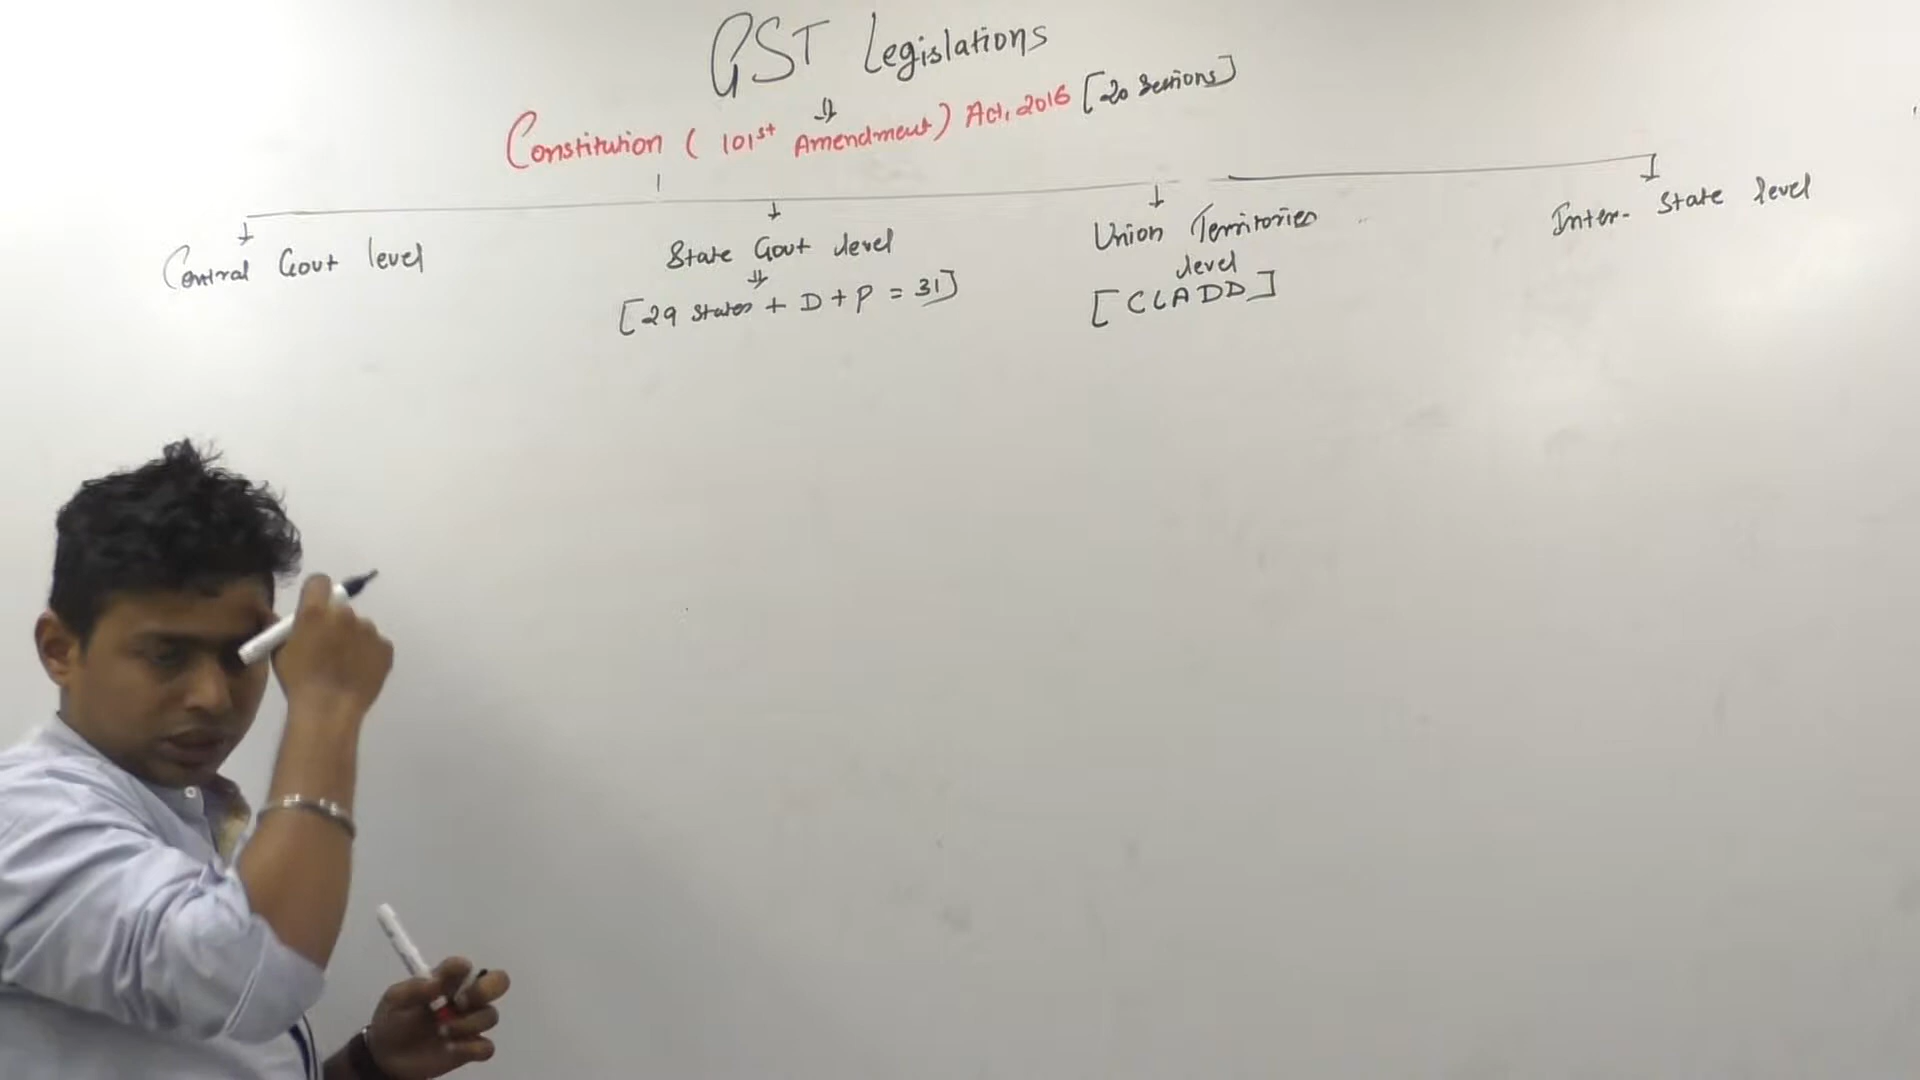 GST Legislations
Constitution ( 101st Amendment) Act, 2016 [20 Sessions]
Central Govt level
State Govt level
[29 States + D + P = 31]
Union Territories
level
[CLADD]
Inter- State level